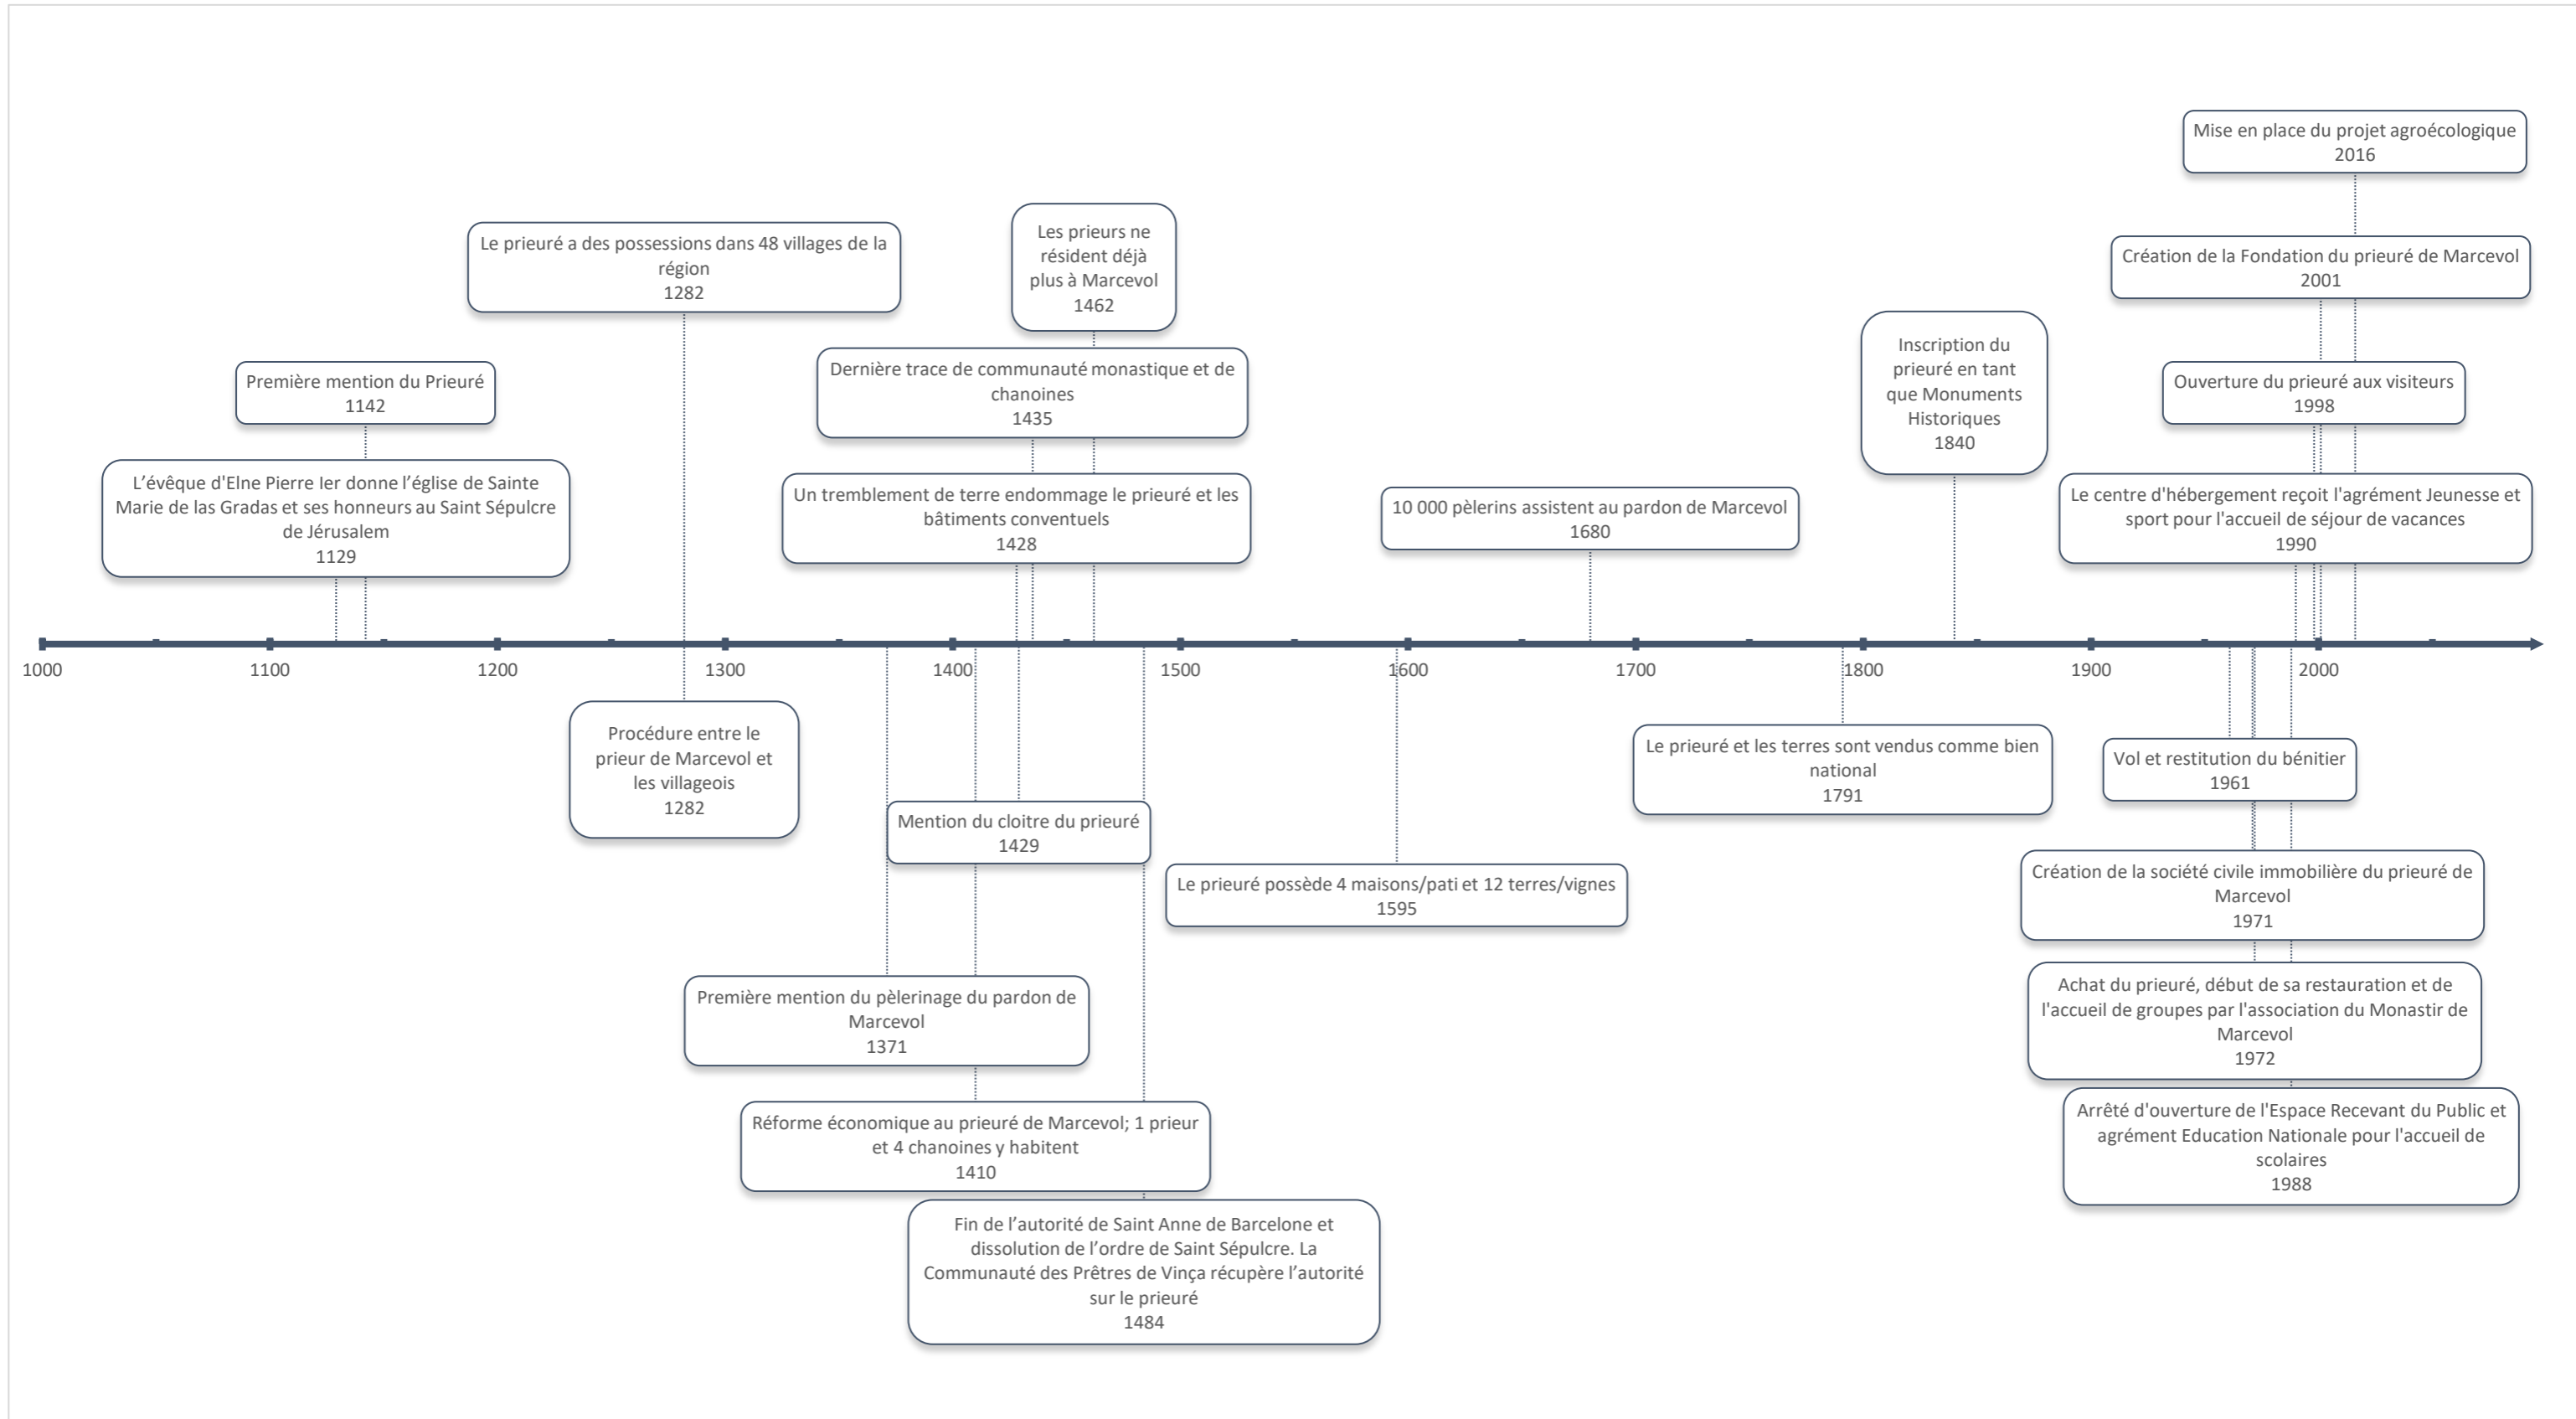 Mise en place du projet agroécologique
2016
Les prieurs ne
résident déjà
plus à Marcevol
1462
Le prieuré a des possessions dans 48 villages de la
région
1282
Création de la Fondation du prieuré de Marcevol
2001
Inscription du
prieuré en tant
que Monuments
Historiques
1840
Dernière trace de communauté monastique et de
chanoines
1435
Première mention du Prieuré
1142
Ouverture du prieuré aux visiteurs
1998
L’évêque d'Elne Pierre Ier donne l’église de Sainte
Marie de las Gradas et ses honneurs au Saint Sépulcre
de Jérusalem
1129
Un tremblement de terre endommage le prieuré et les
bâtiments conventuels
1428
10 000 pèlerins assistent au pardon de Marcevol
1680
Le centre d'hébergement reçoit l'agrément Jeunesse et
sport pour l'accueil de séjour de vacances
1990
1000 1100 1200 1300 1400 1500 1600 1700 1800 1900 2000
Procédure entre le
prieur de Marcevol et
les villageois
1282
Le prieuré et les terres sont vendus comme bien
national
1791
Vol et restitution du bénitier
1961
Mention du cloitre du prieuré
1429
Le prieuré possède 4 maisons/pati et 12 terres/vignes
1595
Création de la société civile immobilière du prieuré de
Marcevol
1971
Première mention du pèlerinage du pardon de
Marcevol
1371
Achat du prieuré, début de sa restauration et de
l'accueil de groupes par l'association du Monastir de
Marcevol
1972
Réforme économique au prieuré de Marcevol; 1 prieur
et 4 chanoines y habitent
1410
Arrêté d'ouverture de l'Espace Recevant du Public et
agrément Education Nationale pour l'accueil de
scolaires
1988
Fin de l’autorité de Saint Anne de Barcelone et
dissolution de l’ordre de Saint Sépulcre. La
Communauté des Prêtres de Vinça récupère l’autorité
sur le prieuré
1484